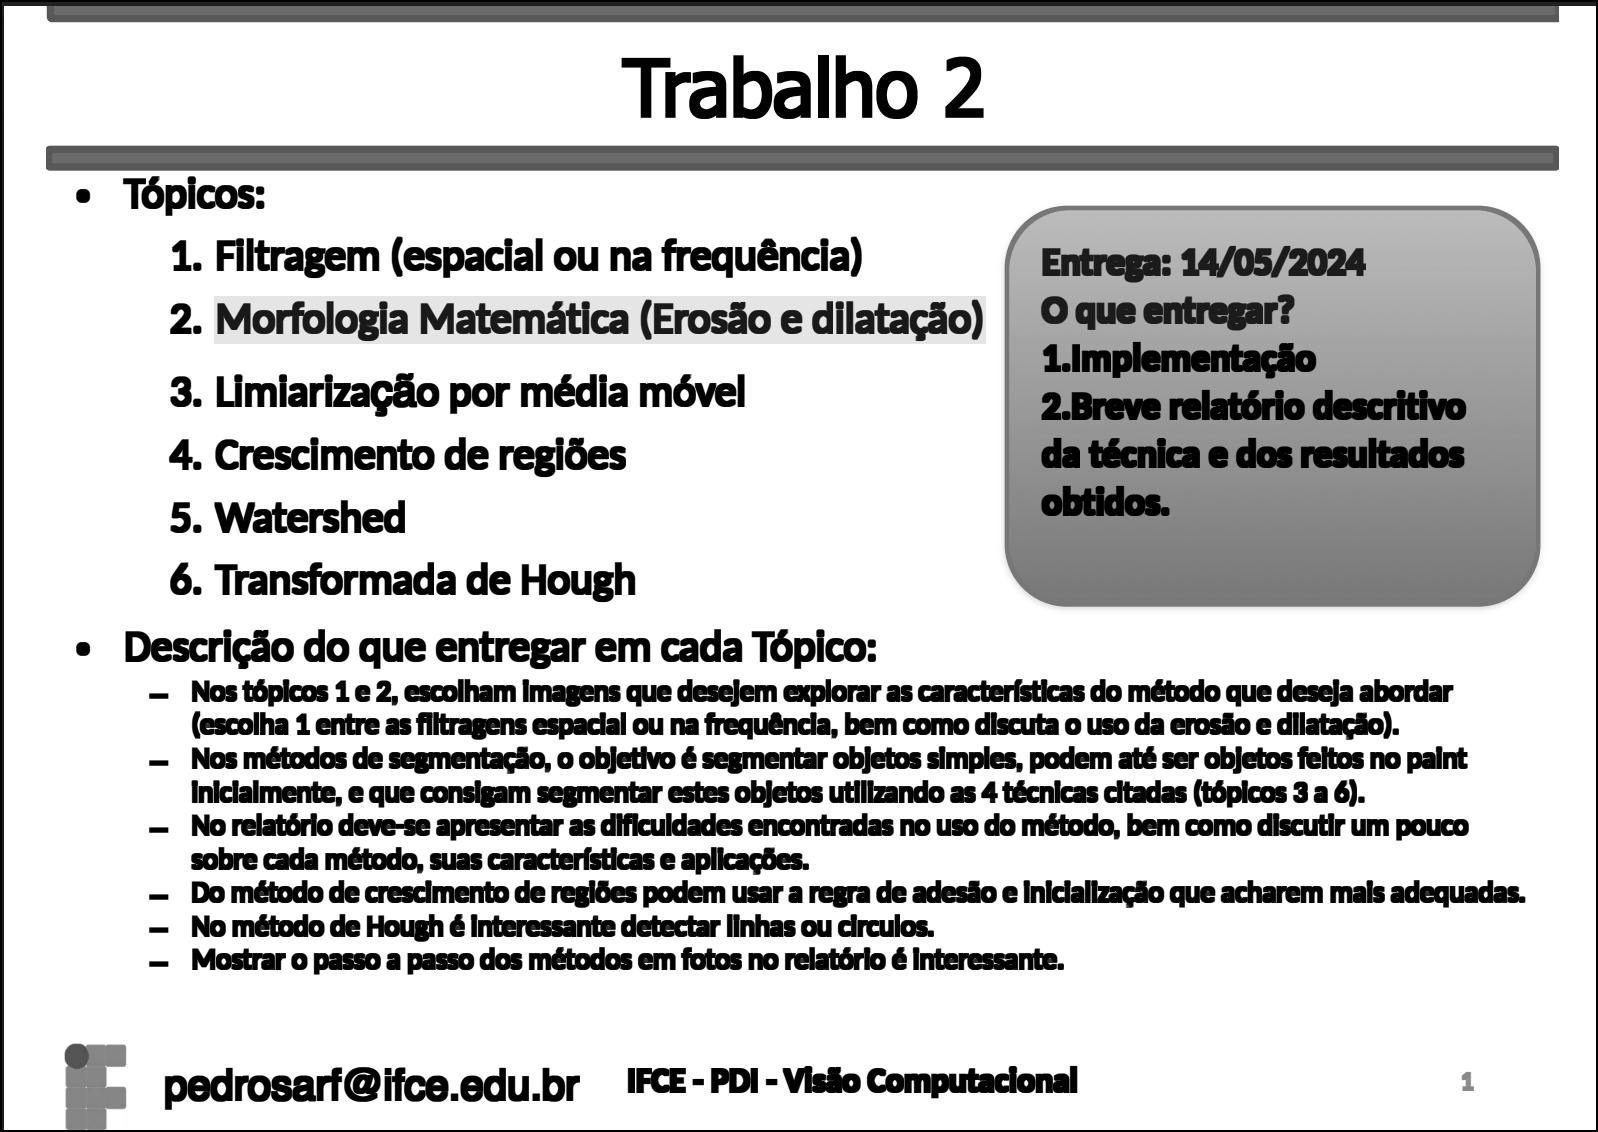 Trabalho 2
• Tópicos:
1. Filtragem (espacial ou na frequência)
2. Morfologia Matemática (Erosão e dilatação)
3. Limiarização por média móvel
4. Crescimento de regiões
5. Watershed
6. Transformada de Hough
Entrega: 14/05/2024
O que entregar?
1.Implementação
2.Breve relatório descritivo
da técnica e dos resultados
obtidos.
• Descrição do que entregar em cada Tópico:
– Nos tópicos 1 e 2, escolham imagens que desejem explorar as características do método que deseja abordar
(escolha 1 entre as filtragens espacial ou na frequência, bem como discuta o uso da erosão e dilatação).
– Nos métodos de segmentação, o objetivo é segmentar objetos simples, podem até ser objetos feitos no paint
inicialmente, e que consigam segmentar estes objetos utilizando as 4 técnicas citadas (tópicos 3 a 6).
– No relatório deve-se apresentar as dificuldades encontradas no uso do método, bem como discutir um pouco
sobre cada método, suas características e aplicações.
– Do método de crescimento de regiões podem usar a regra de adesão e inicialização que acharem mais adequadas.
– No método de Hough é interessante detectar linhas ou circulos.
– Mostrar o passo a passo dos métodos em fotos no relatório é interessante.
pedrosarf@ifce.edu.br
IFCE - PDI - Visão Computacional
1